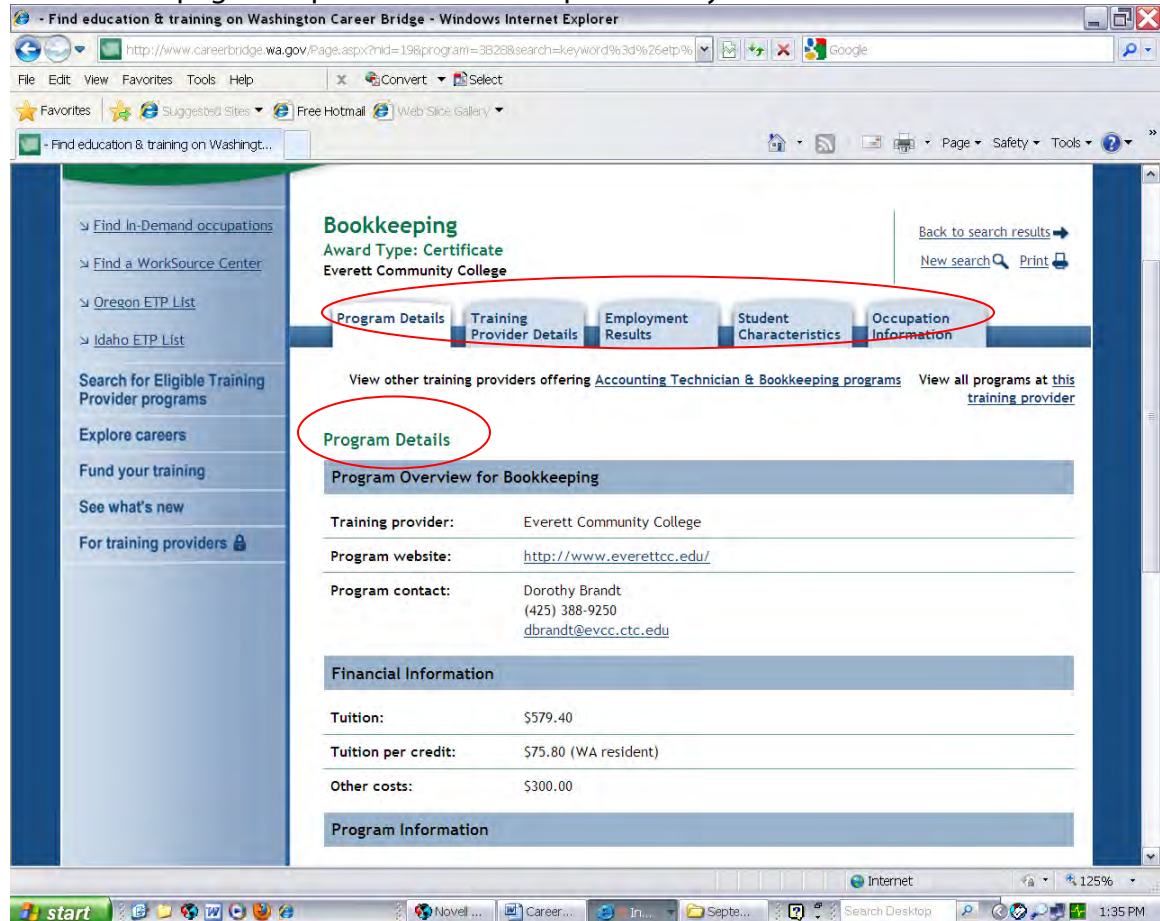 - Find education & training on Washington Career Bridge - Windows Internet Explorer
http://www.careerbridge.wa.gov/Page.aspx?nid=198program=3828&search=keyword%3d%26etp%
Google
File Edit View Favorites Tools Help
x Convert Select
Favorites Suggested Sites Free Hotmail Web Slice Gallery
- Find education & training on Washingt...
Page Safety Tools
Find In-Demand occupations
Find a WorkSource Center
Oregon ETP List
Idaho ETP List
Search for Eligible Training
Provider programs
Explore careers
Fund your training
See what's new
For training providers
Bookkeeping
Award Type: Certificate
Everett Community College
Back to search results
New search Print
Program Details
Training
Provider Details
Employment
Results
Student
Characteristics
Occupation
Information
View other training providers offering Accounting Technician & Bookkeeping programs
View all programs at this
training provider
Program Details
Program Overview for Bookkeeping
Training provider: Everett Community College
Program website: http://www.everettcc.edu/
Program contact: Dorothy Brandt
(425) 388-9250
dbrandt@evcc.ctc.edu
Financial Information
Tuition: $579.40
Tuition per credit: $75.80 (WA resident)
Other costs: $300.00
Program Information
Internet 125%
start Novell ... Career... In... Septe... Search Desktop 1:35 PM